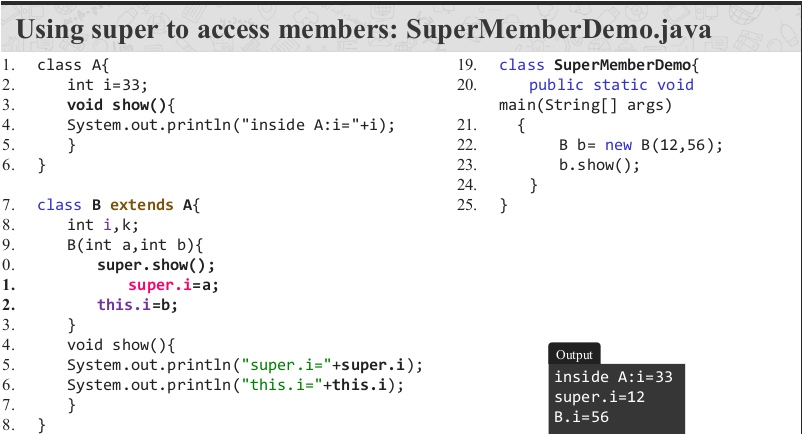 Using super to access members: SuperMemberDemo.java
1. class A{
2. int i=33;
3. void show(){
4. System.out.println("inside A:i="+i);
5. }
6. }
7. class B extends A{
8. int i,k;
9. B(int a,int b){
0. super.show();
1. super.i=a;
2. this.i=b;
3. }
4. void show(){
5. System.out.println("super.i="+super.i);
6. System.out.println("this.i="+this.i);
7. }
8. }
19. class SuperMemberDemo{
20. public static void
main(String[] args)
21. {
22. B b= new B(12,56);
23. b.show();
24. }
25. }
Output
inside A:i=33
super.i=12
B.i=56